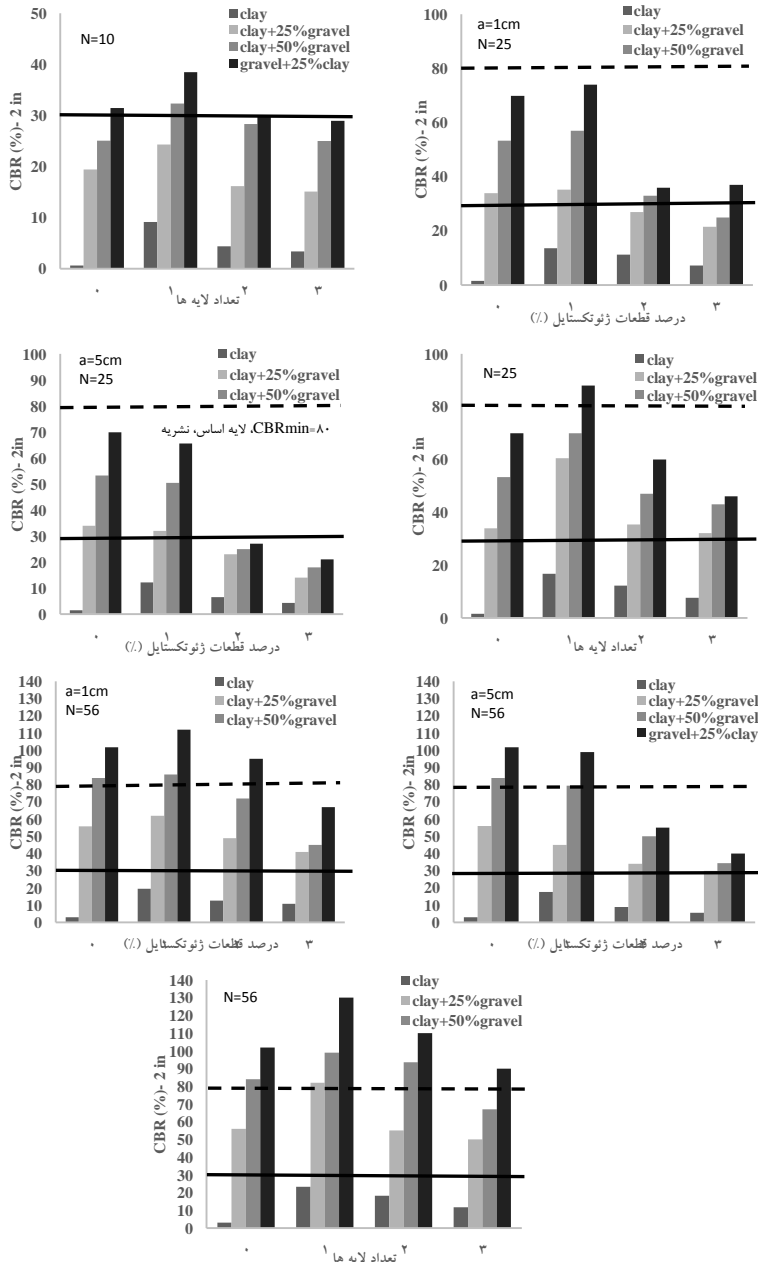 N=10
clay
clay+25%gravel
clay+50%gravel
gravel+25%clay
CBR (%)- 2 in
50
40
30
20
10
0
۰ ۱ ۲ ۳
تعداد لایه ها
a=1cm
N=25
clay
clay+25%gravel
clay+50%gravel
CBR (%)- 2 in
100
80
60
40
20
0
۰ ۱ ۲ ۳
درصد قطعات ژئوتکستایل (٪)
a=5cm
N=25
clay
clay+25%gravel
clay+50%gravel
CBRmin=۸۰، لایه اساس، نشریه
CBR (%)- 2in
100
90
80
70
60
50
40
30
20
10
0
۰ ۱ ۲ ۳
درصد قطعات ژئوتکستایل (٪)
N=25
clay
clay+25%gravel
clay+50%gravel
CBR (%)- 2 in
100
80
60
40
20
0
۰ ۱ ۲ ۳
تعداد لایه ها
a=1cm
N=56
clay
clay+25%gravel
clay+50%gravel
CBR (%)-2 in
140
130
120
110
100
90
80
70
60
50
40
30
20
10
0
۰ ۳
درصد قطعات ژئوتکستایل (٪)
a=5cm
N=56
clay
clay+25%gravel
clay+50%gravel
gravel+25%clay
CBR (%)- 2in
140
130
120
110
100
90
80
70
60
50
40
30
20
10
0
۰ ۳
درصد قطعات ژئوتکستایل (٪)
N=56
clay
clay+25%gravel
clay+50%gravel
CBR (%)- 2 in
140
130
120
110
100
90
80
70
60
50
40
30
20
10
0
۰ ۱ ۲ ۳
تعداد لایه ها